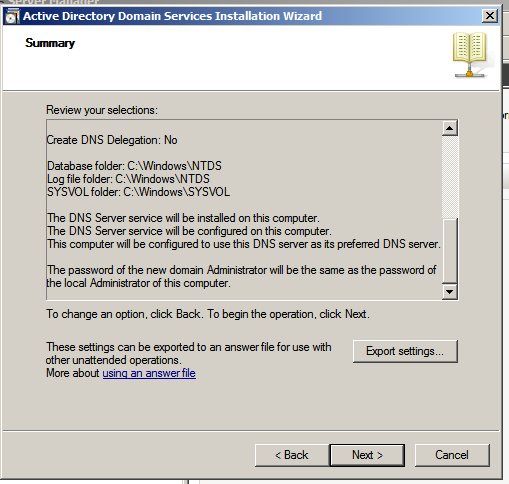 Server Manager
Active Directory Domain Services Installation Wizard
Summary
Review your selections:
Create DNS Delegation: No
Database folder: C:\Windows\NTDS
Log file folder: C:\Windows\NTDS
SYSVOL folder: C:\Windows\SYSVOL
The DNS Server service will be installed on this computer.
The DNS Server service will be configured on this computer.
This computer will be configured to use this DNS server as its preferred DNS server.
The password of the new domain Administrator will be the same as the password of
the local Administrator of this computer.
To change an option, click Back. To begin the operation, click Next.
These settings can be exported to an answer file for use with
other unattended operations.
More about using an answer file
Export settings...
< Back
Next >
Cancel